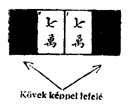 七 七
萬 萬
Kövek képpel lefelé